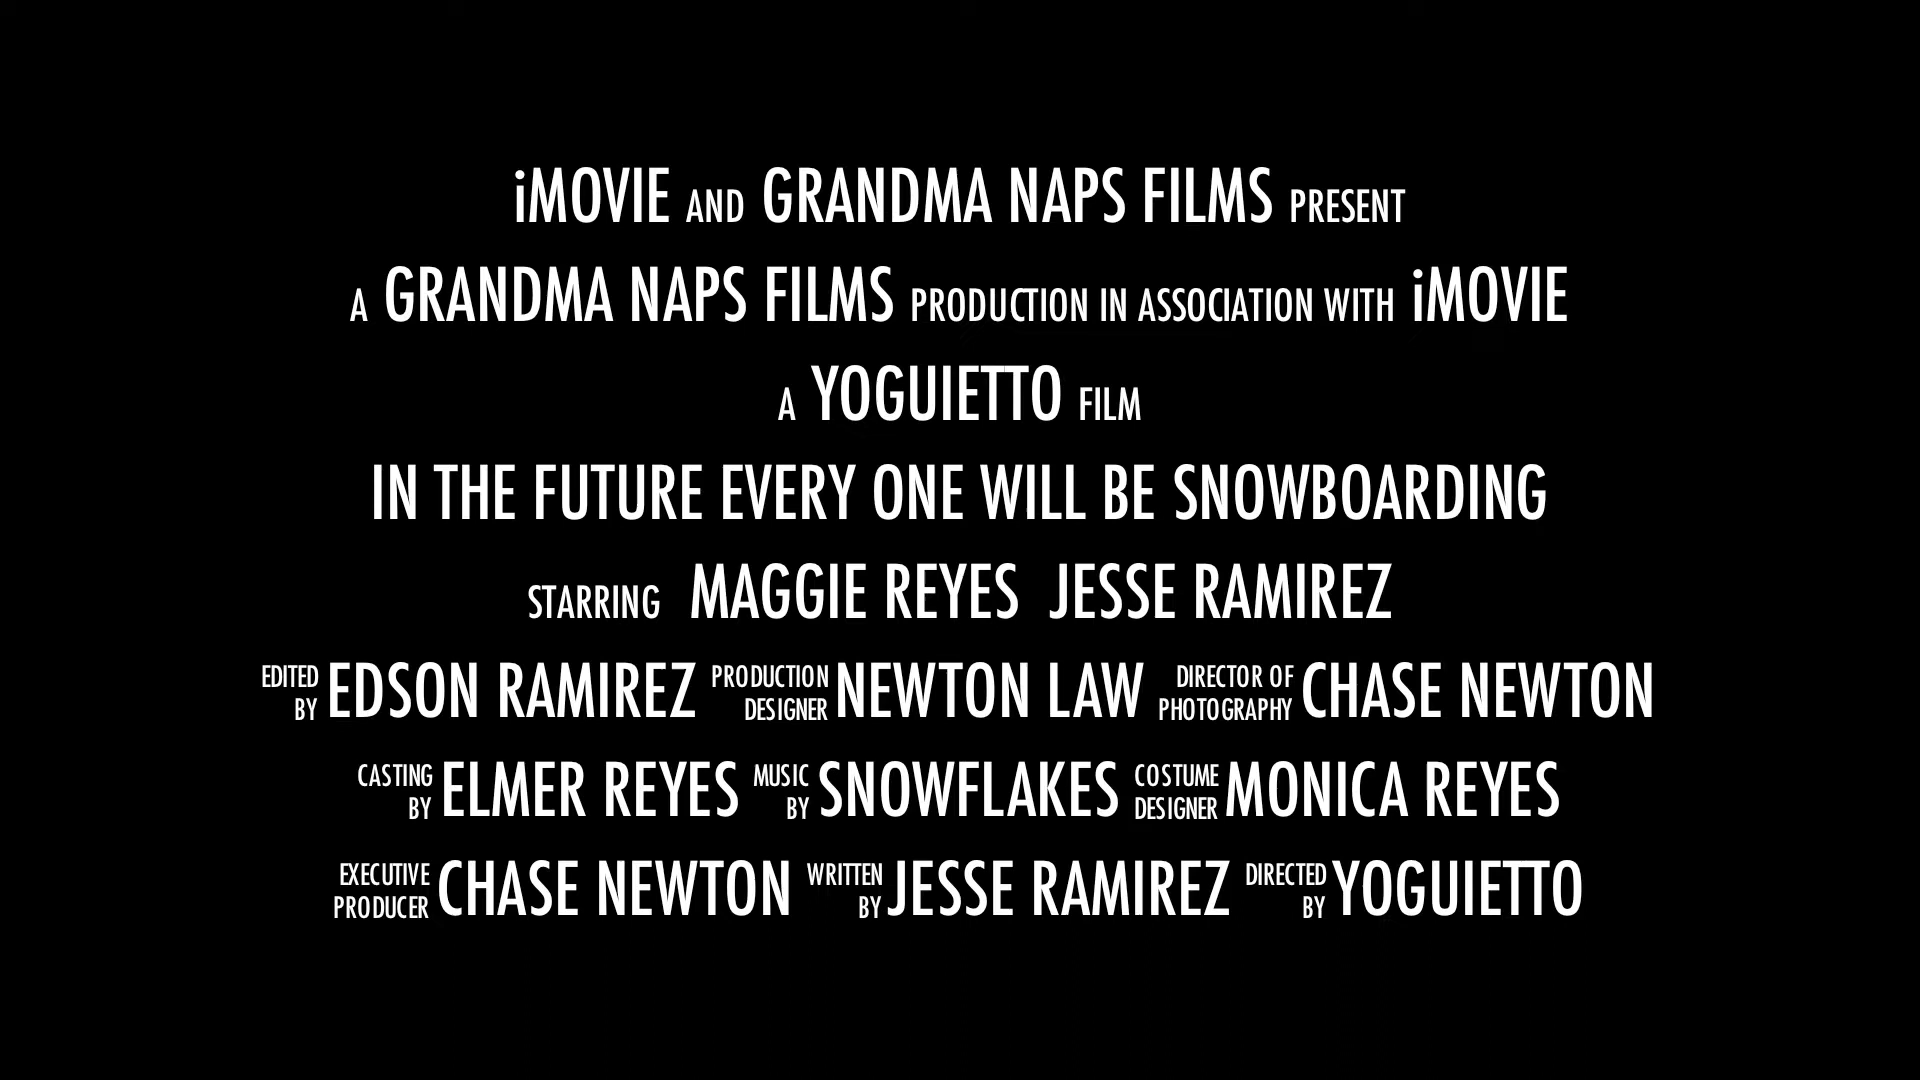 iMOVIE AND GRANDMA NAPS FILMS PRESENT
A GRANDMA NAPS FILMS PRODUCTION IN ASSOCIATION WITH iMOVIE
A YOGUIETTO FILM
IN THE FUTURE EVERY ONE WILL BE SNOWBOARDING
STARRING MAGGIE REYES JESSE RAMIREZ
EDITED BY EDSON RAMIREZ PRODUCTION DESIGNER NEWTON LAW DIRECTOR OF PHOTOGRAPHY CHASE NEWTON
CASTING BY ELMER REYES MUSIC BY SNOWFLAKES COSTUME DESIGNER MONICA REYES
EXECUTIVE PRODUCER CHASE NEWTON WRITTEN BY JESSE RAMIREZ DIRECTED BY YOGUIETTO